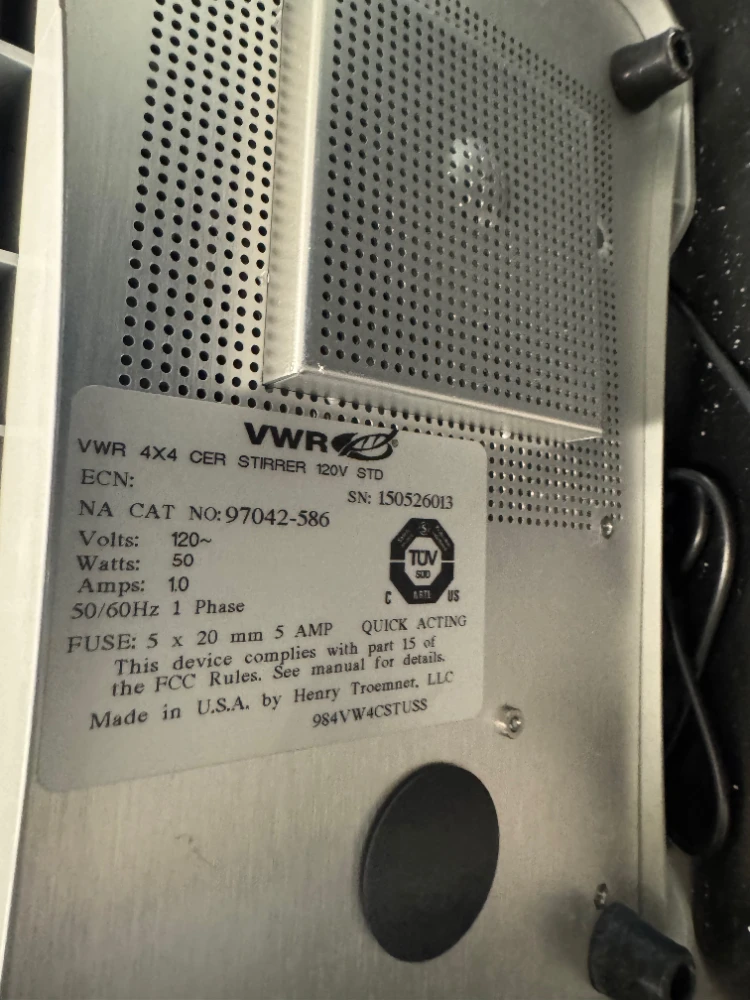 VWR®
VWR 4X4 CER STIRRER 120V STD
ECN:
SN: 150526013
NA CAT NO: 97042-586
Volts: 120~
Watts: 50
Amps: 1.0
50/60Hz 1 Phase
TÜV
SÜD
C NRTL US
FUSE: 5 x 20 mm 5 AMP QUICK ACTING
This device complies with part 15 of
the FCC Rules. See manual for details.
Made in U.S.A. by Henry Troemner, LLC
984VW4CSTUSS